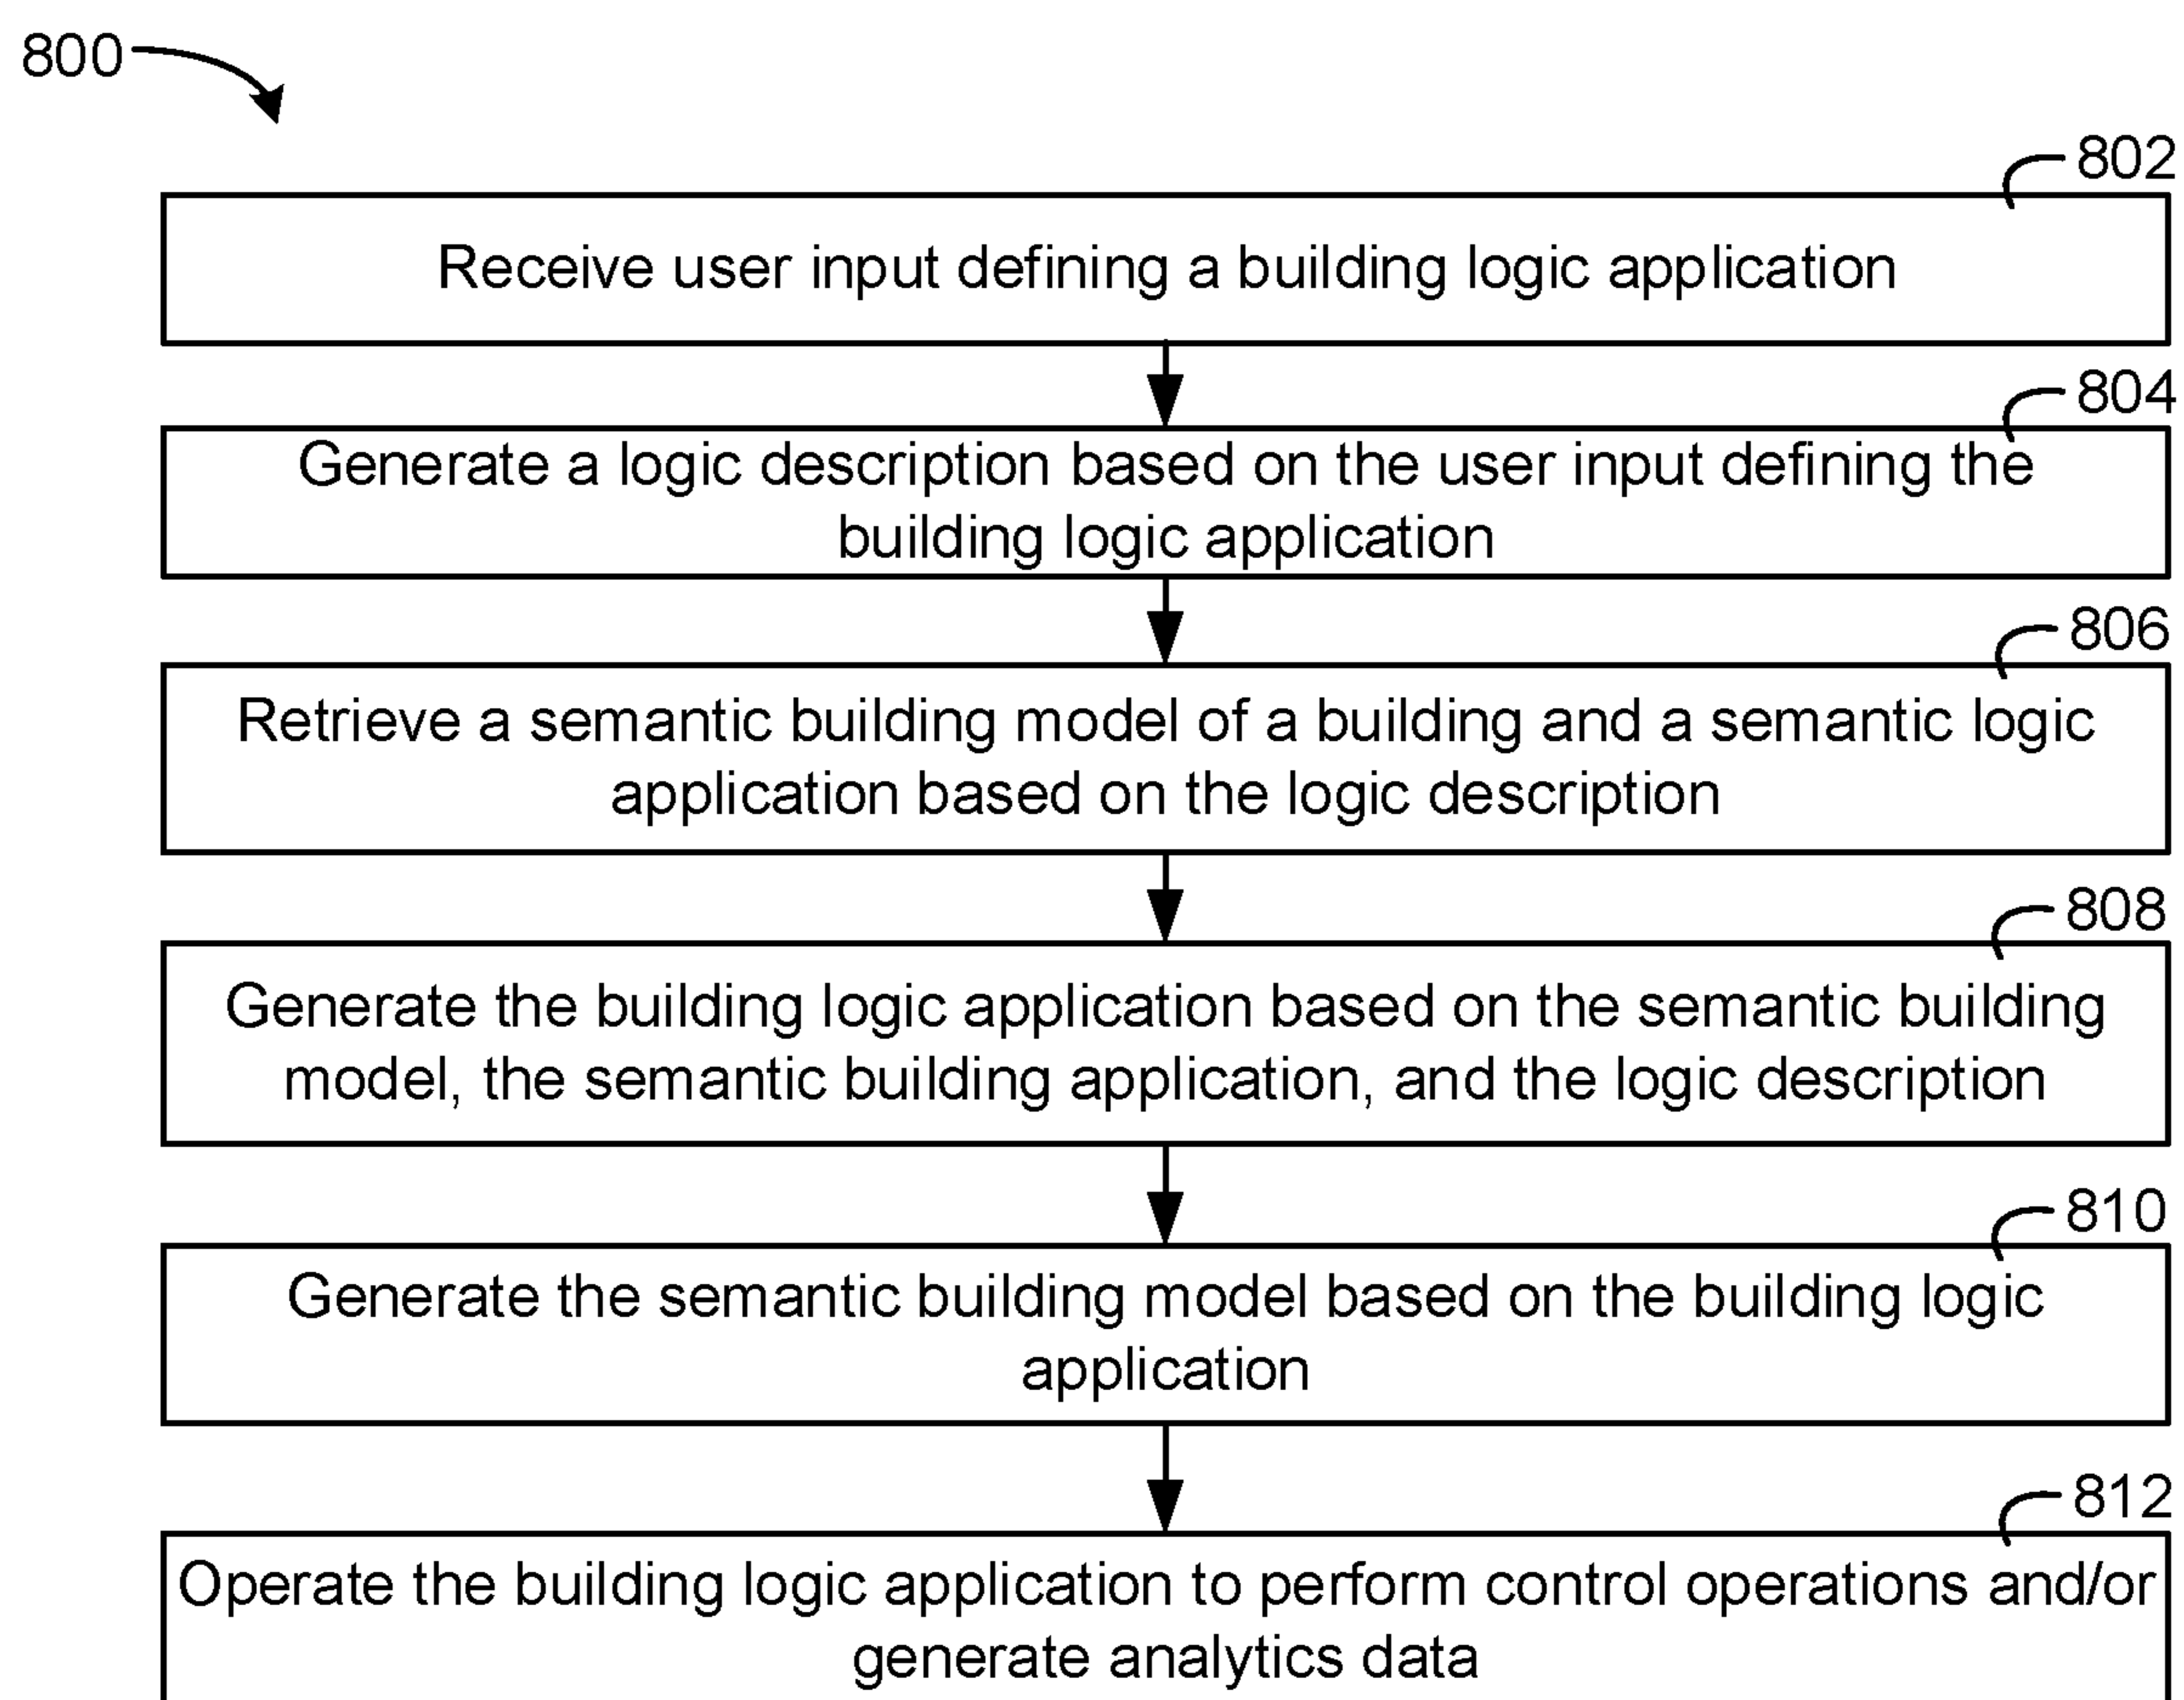 800
802
Receive user input defining a building logic application
804
Generate a logic description based on the user input defining the
building logic application
806
Retrieve a semantic building model of a building and a semantic logic
application based on the logic description
808
Generate the building logic application based on the semantic building
model, the semantic building application, and the logic description
810
Generate the semantic building model based on the building logic
application
812
Operate the building logic application to perform control operations and/or
generate analytics data